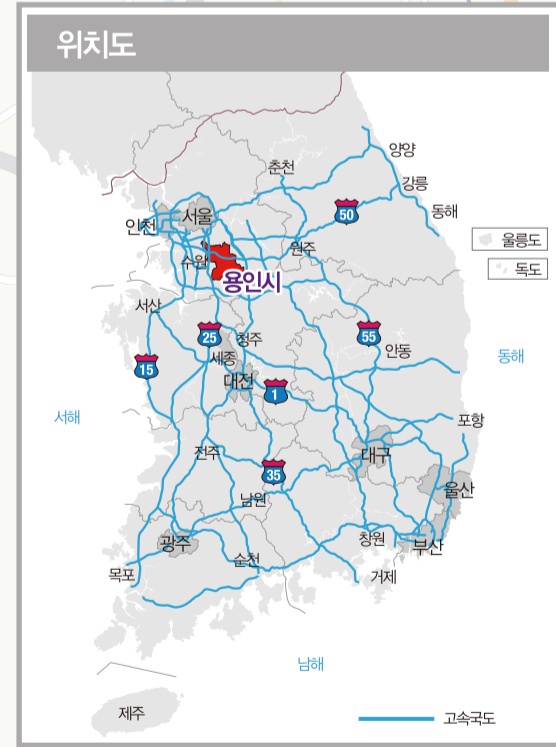 위치도
양양
춘천
강릉
50
동해
서울
인천
울릉도
원주
수원
독도
용인시
서산
25
청주
55
안동
세종
동해
15
대전
1
서해
포항
전주
대구
35
울산
남원
창원
광주
부산
순천
목포
거제
남해
제주
고속국도